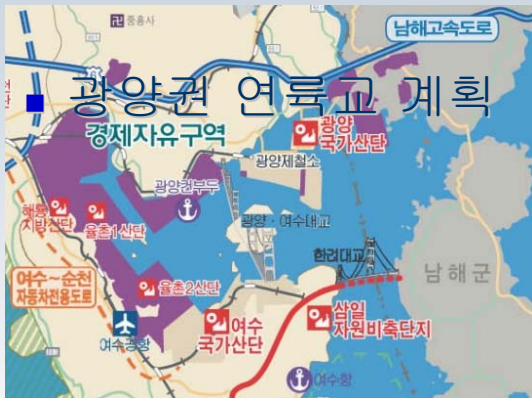 중흥사
남해고속도로
광양권 연륙교 계획
경제자유구역
광양
국가산단
광양제철소
광양컨부두
해룡
지방산단
율촌1산단
광양·여수대교
한려대교
남해군
여수~순천
자동차전용도로
율촌2산단
여수
국가산단
삼일
자원비축단지
여수공항
여수항